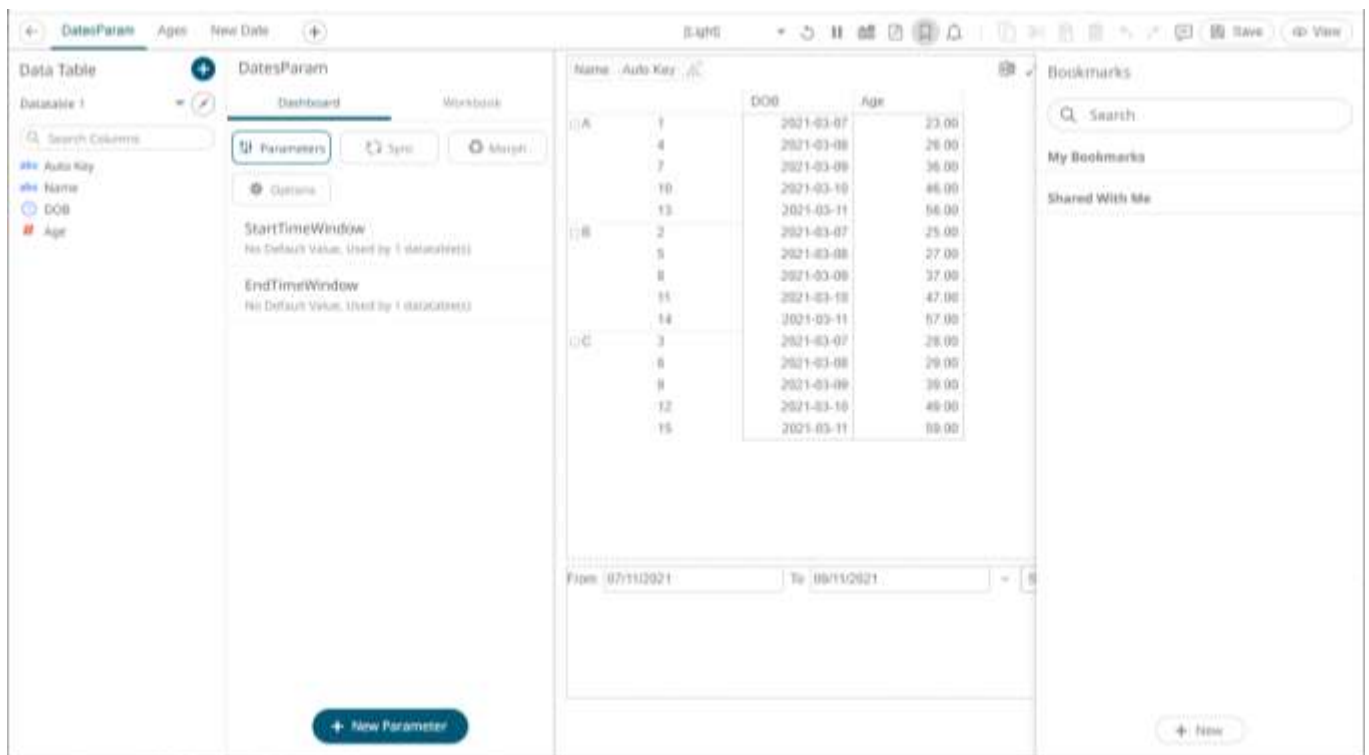 DatesParam Ages New Date
[Light] Save View
Data Table
Datatable 1
Search Columns
abc Auto Key
abc Name
DOB
# Age
DatesParam
Dashboard Workbook
Parameters Sync Morph
Options
StartTimeWindow
No Default Value, Used by 1 datatable(s)
EndTimeWindow
No Default Value, Used by 1 datatable(s)
+ New Parameter
Name Auto Key
DOB Age
A 1 2021-03-07 23.00
4 2021-03-08 26.00
7 2021-03-09 36.00
10 2021-03-10 46.00
13 2021-03-11 56.00
B 2 2021-03-07 25.00
5 2021-03-08 27.00
8 2021-03-09 37.00
11 2021-03-10 47.00
14 2021-03-11 57.00
C 3 2021-03-07 28.00
6 2021-03-08 29.00
9 2021-03-09 39.00
12 2021-03-10 49.00
15 2021-03-11 59.00
From 07/11/2021 To 09/11/2021
Bookmarks
Search
My Bookmarks
Shared With Me
+ New